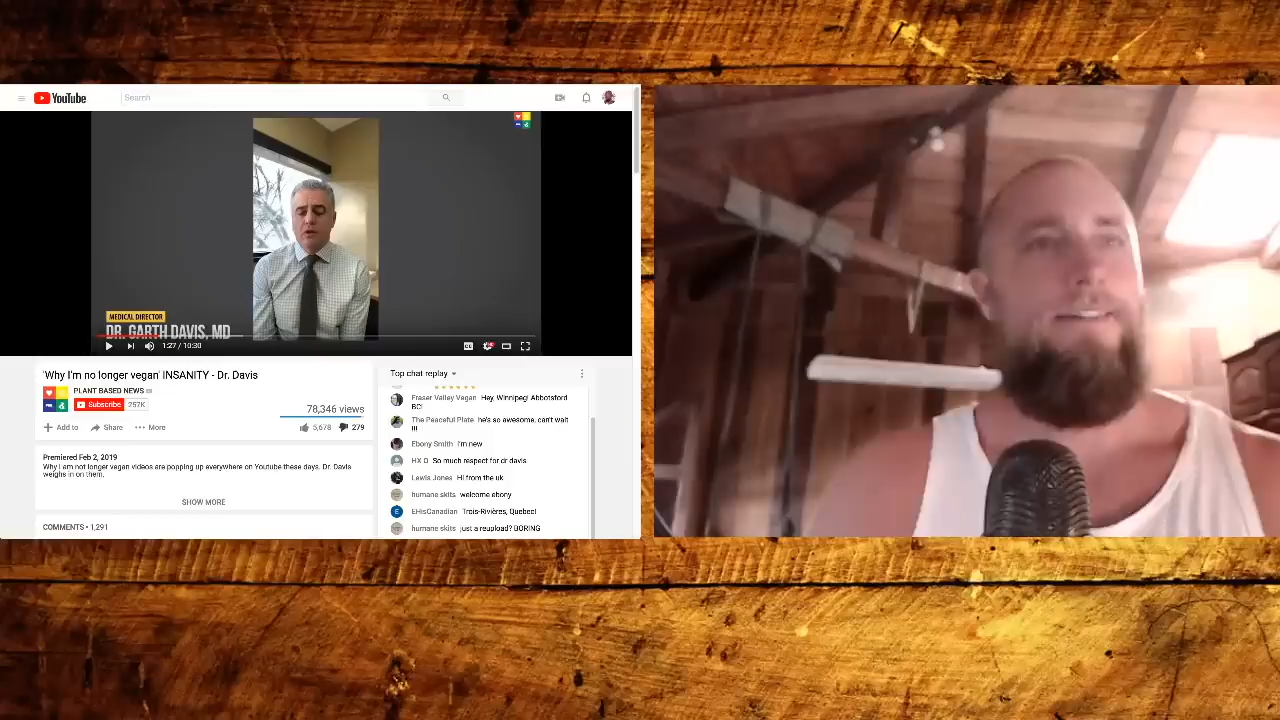 YouTube
Search
MEDICAL DIRECTOR
DR. GARTH DAVIS, MD
1:27 / 10:30
'Why I'm no longer vegan' INSANITY - Dr. Davis
PLANT BASED NEWS
Subscribe 257K
78,346 views
Add to Share More 5,678 279
Premiered Feb 2, 2019
Why I am not longer vegan videos are popping up everywhere on Youtube these days. Dr. Davis
weighs in on them.
SHOW MORE
COMMENTS • 1,291
Top chat replay
Fraser Valley Vegan Hey, Winnipeg! Abbotsford
BC!
The Peaceful Plate he's so awesome, can't wait
!!!
Ebony Smith I'm new
HX O So much respect for dr davis
Lewis Jones Hi from the uk
humane skits welcome ebony
EHisCanadian Trois-Rivières, Quebec!
humane skits just a reupload? BORING